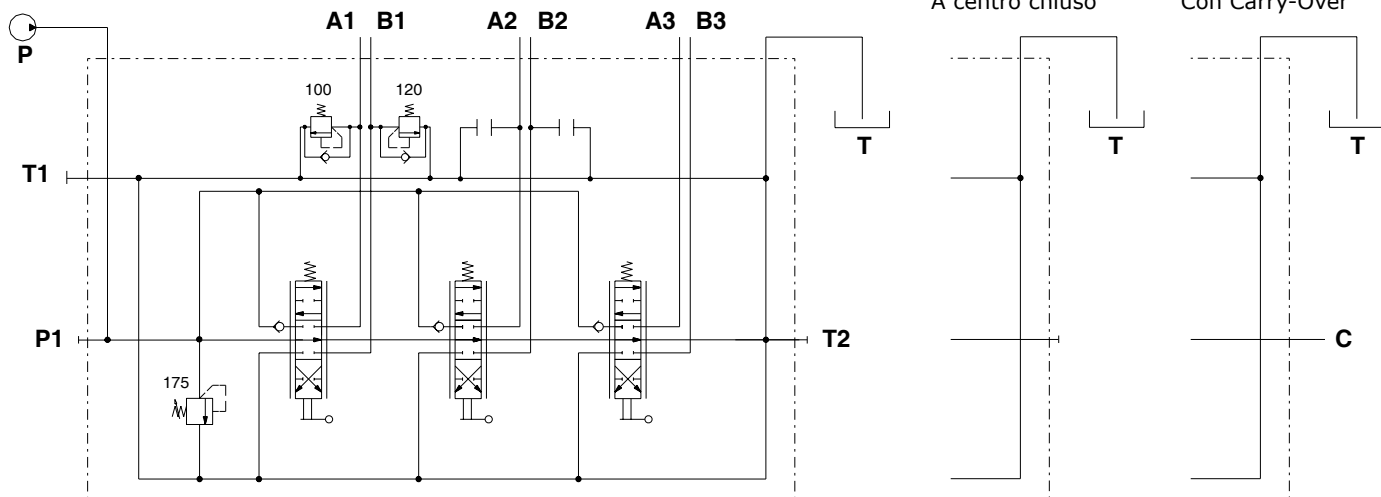 A centro chiuso
Con Carry-Over
A1 B1 A2 B2 A3 B3
P
100 120
T T T
T1
P1 T2 C
175